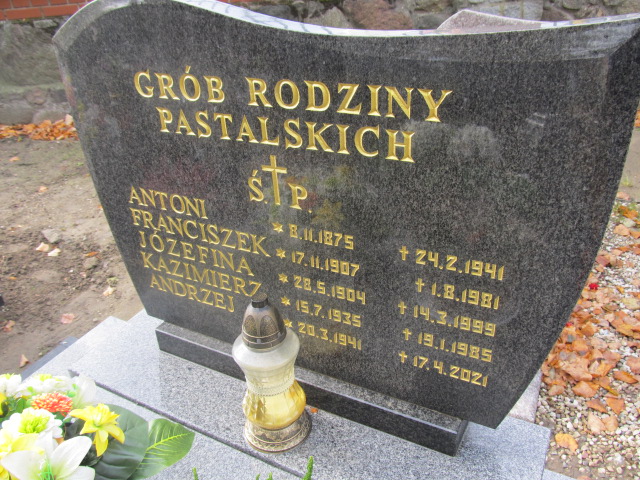 GRÓB RODZINY
PASTALSKICH
Ś. P.
ANTONI * 8.11.1875 † 24.2.1941
FRANCISZEK * 17.11.1907 † 1.8.1981
JÓZEFINA * 28.5.1904 † 14.3.1999
KAZIMIERZ * 15.7.1935 † 19.1.1985
ANDRZEJ * 20.3.1941 † 17.4.2021